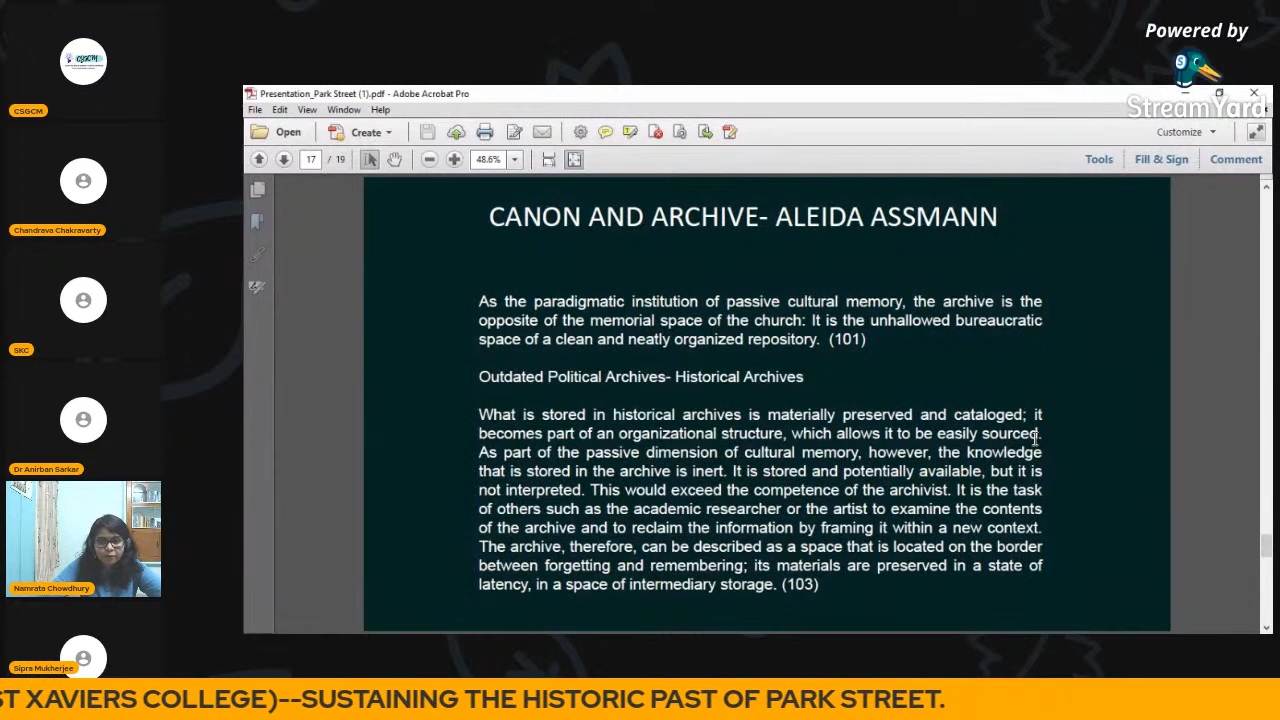 Powered by
StreamYard
CSGCM
CSGCM
Chandrava Chakravarty
SKC
Dr Anirban Sarkar
Namrata Chowdhury
Sipra Mukherjee
Presentation_Park Street (1).pdf - Adobe Acrobat Pro
File Edit View Window Help
Open Create Customize
17 / 19 48.6% Tools Fill & Sign Comment
CANON AND ARCHIVE- ALEIDA ASSMANN
As the paradigmatic institution of passive cultural memory, the archive is the
opposite of the memorial space of the church: It is the unhallowed bureaucratic
space of a clean and neatly organized repository. (101)
Outdated Political Archives- Historical Archives
What is stored in historical archives is materially preserved and cataloged; it
becomes part of an organizational structure, which allows it to be easily sourced.
As part of the passive dimension of cultural memory, however, the knowledge
that is stored in the archive is inert. It is stored and potentially available, but it is
not interpreted. This would exceed the competence of the archivist. It is the task
of others such as the academic researcher or the artist to examine the contents
of the archive and to reclaim the information by framing it within a new context.
The archive, therefore, can be described as a space that is located on the border
between forgetting and remembering; its materials are preserved in a state of
latency, in a space of intermediary storage. (103)
ST XAVIERS COLLEGE)--SUSTAINING THE HISTORIC PAST OF PARK STREET.